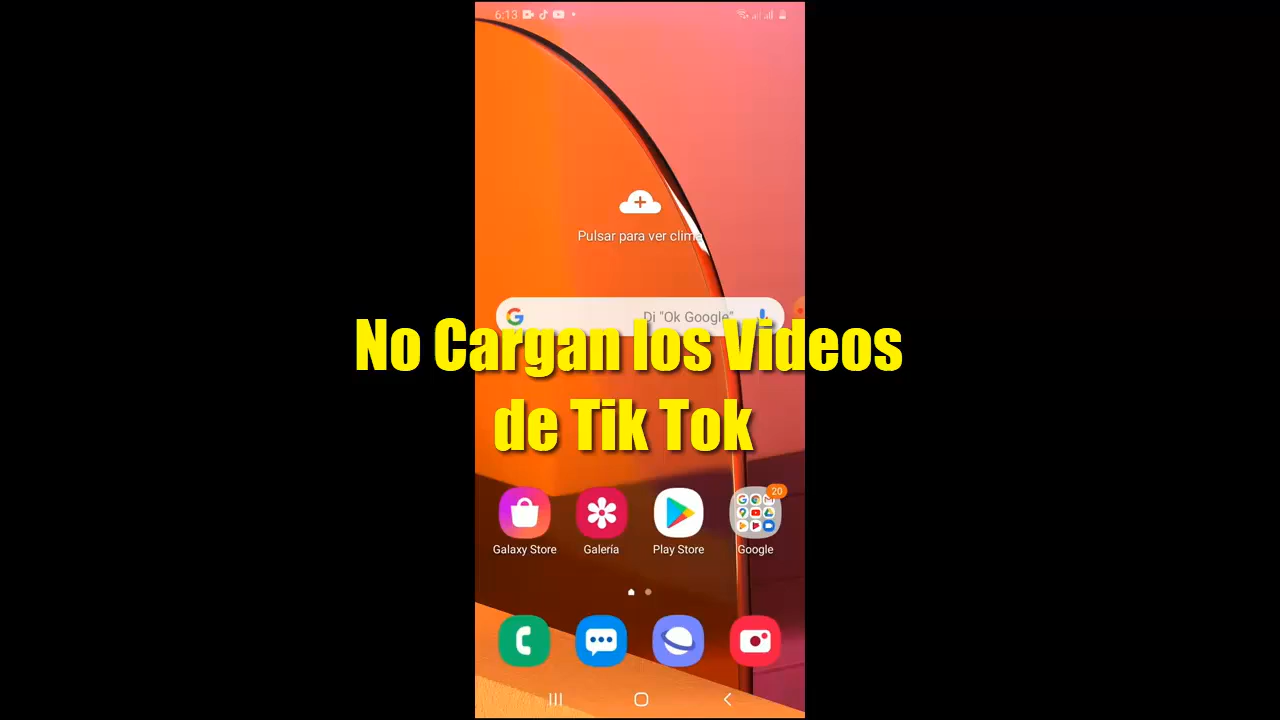 6:13
Pulsar para ver clima
Di "Ok Google"
No Cargan los Videos
de Tik Tok
20
Galaxy Store
Galería
Play Store
Google